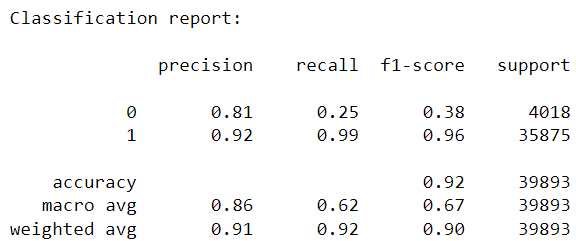 Classification report:
precision recall f1-score support
0 0.81 0.25 0.38 4018
1 0.92 0.99 0.96 35875
accuracy 0.92 39893
macro avg 0.86 0.62 0.67 39893
weighted avg 0.91 0.92 0.90 39893